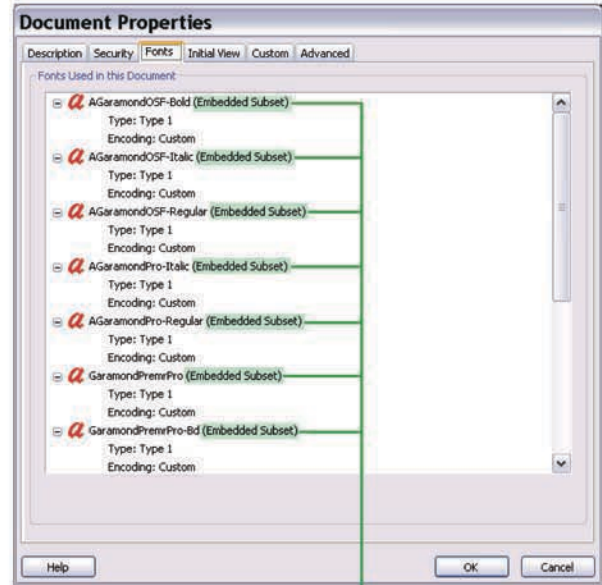 Document Properties
Description Security Fonts Initial View Custom Advanced
Fonts Used in this Document
AGaramondOSF-Bold (Embedded Subset)
Type: Type 1
Encoding: Custom
AGaramondOSF-Italic (Embedded Subset)
Type: Type 1
Encoding: Custom
AGaramondOSF-Regular (Embedded Subset)
Type: Type 1
Encoding: Custom
AGaramondPro-Italic (Embedded Subset)
Type: Type 1
Encoding: Custom
AGaramondPro-Regular (Embedded Subset)
Type: Type 1
Encoding: Custom
GaramondPremrPro (Embedded Subset)
Type: Type 1
Encoding: Custom
GaramondPremrPro-Bd (Embedded Subset)
Type: Type 1
Encoding: Custom
Help OK Cancel